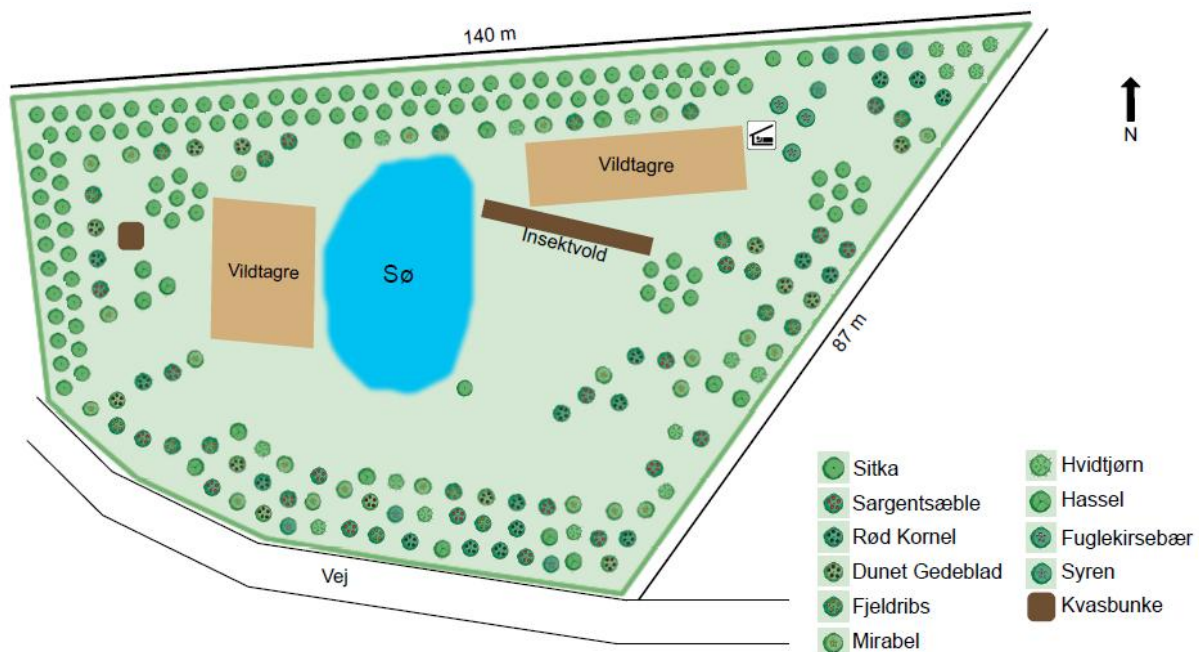 140 m
N
Vildtagre
Insektvold
Vildtagre
Sø
87 m
Vej
Sitka
Sargentsæble
Rød Kornel
Dunet Gedeblad
Fjeldribs
Mirabel
Hvidtjørn
Hassel
Fuglekirsebær
Syren
Kvasbunke